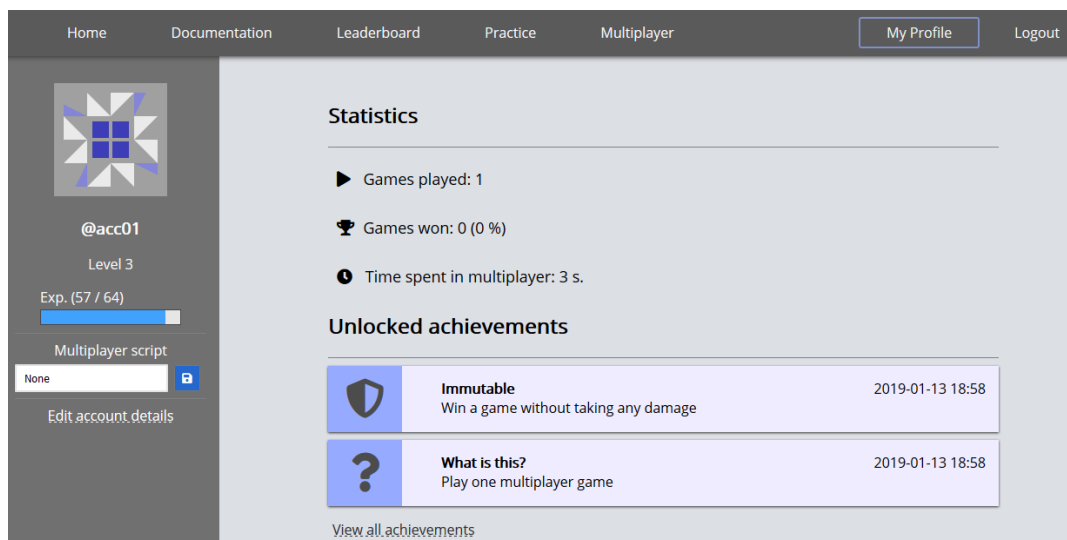 Home Documentation Leaderboard Practice Multiplayer My Profile Logout
@acc01
Level 3
Exp. (57 / 64)
Multiplayer script
None
Edit account details
Statistics
Games played: 1
Games won: 0 (0 %)
Time spent in multiplayer: 3 s.
Unlocked achievements
Immutable 2019-01-13 18:58
Win a game without taking any damage
What is this? 2019-01-13 18:58
Play one multiplayer game
View all achievements